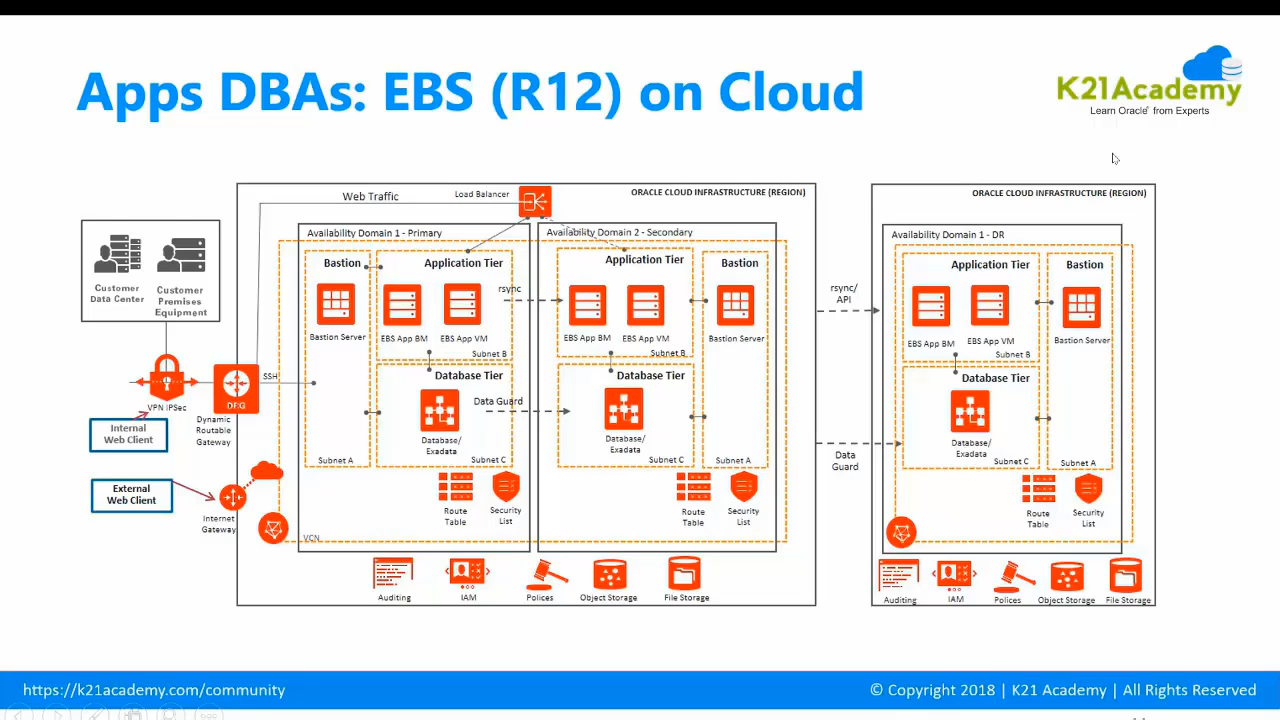 Apps DBAs: EBS (R12) on Cloud
K21Academy
Learn Oracle' from Experts
Web Traffic
Load Balancer
ORACLE CLOUD INFRASTRUCTURE (REGION)
Customer
Data Center
Customer
Premises
Equipment
VPN IPSec
Internal
Web Client
DRG
Dynamic
Routable
Gateway
SSH
External
Web Client
Internet
Gateway
VCN
Availability Domain 1 - Primary
Bastion
Bastion Server
Subnet A
Application Tier
EBS App BM
EBS App VM
Subnet B
Database Tier
Database/
Exadata
Subnet C
Route
Table
Security
List
rsync
Data Guard
Availability Domain 2 - Secondary
Application Tier
EBS App BM
EBS App VM
Subnet B
Database Tier
Database/
Exadata
Subnet C
Bastion
Bastion Server
Subnet A
Route
Table
Security
List
Auditing
IAM
Polices
Object Storage
File Storage
rsync/
API
Data
Guard
ORACLE CLOUD INFRASTRUCTURE (REGION)
Availability Domain 1 - DR
Application Tier
EBS App BM
EBS App VM
Subnet B
Database Tier
Database/
Exadata
Subnet C
Bastion
Bastion Server
Subnet A
Route
Table
Security
List
Auditing
IAM
Polices
Object Storage
File Storage
https://k21academy.com/community
© Copyright 2018 | K21 Academy | All Rights Reserved